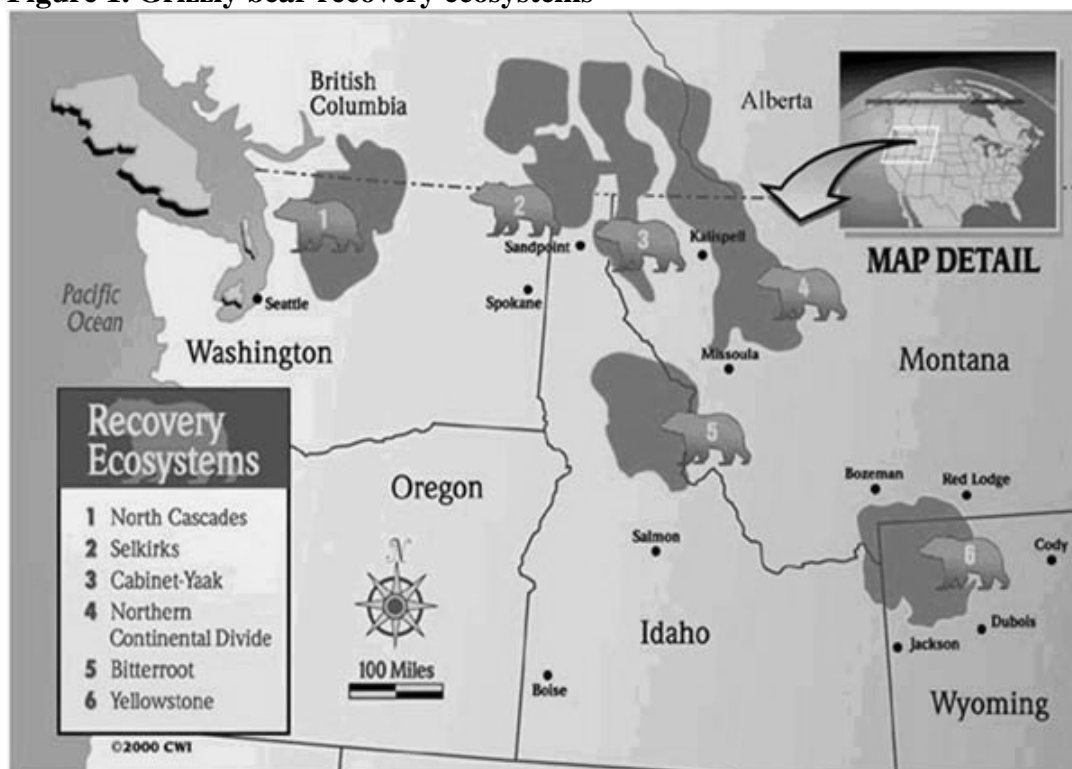 Figure 1. Grizzly bear recovery ecosystems
British
Columbia
Alberta
MAP DETAIL
1
2
3
4
5
6
Sandpoint
Kalispell
Spokane
Seattle
Pacific
Ocean
Washington
Missoula
Montana
Recovery
Ecosystems
1 North Cascades
2 Selkirks
3 Cabinet-Yaak
4 Northern
Continental Divide
5 Bitterroot
6 Yellowstone
©2000 CWI
Oregon
N
100 Miles
Salmon
Idaho
Boise
Bozeman
Red Lodge
Cody
Dubois
Jackson
Wyoming